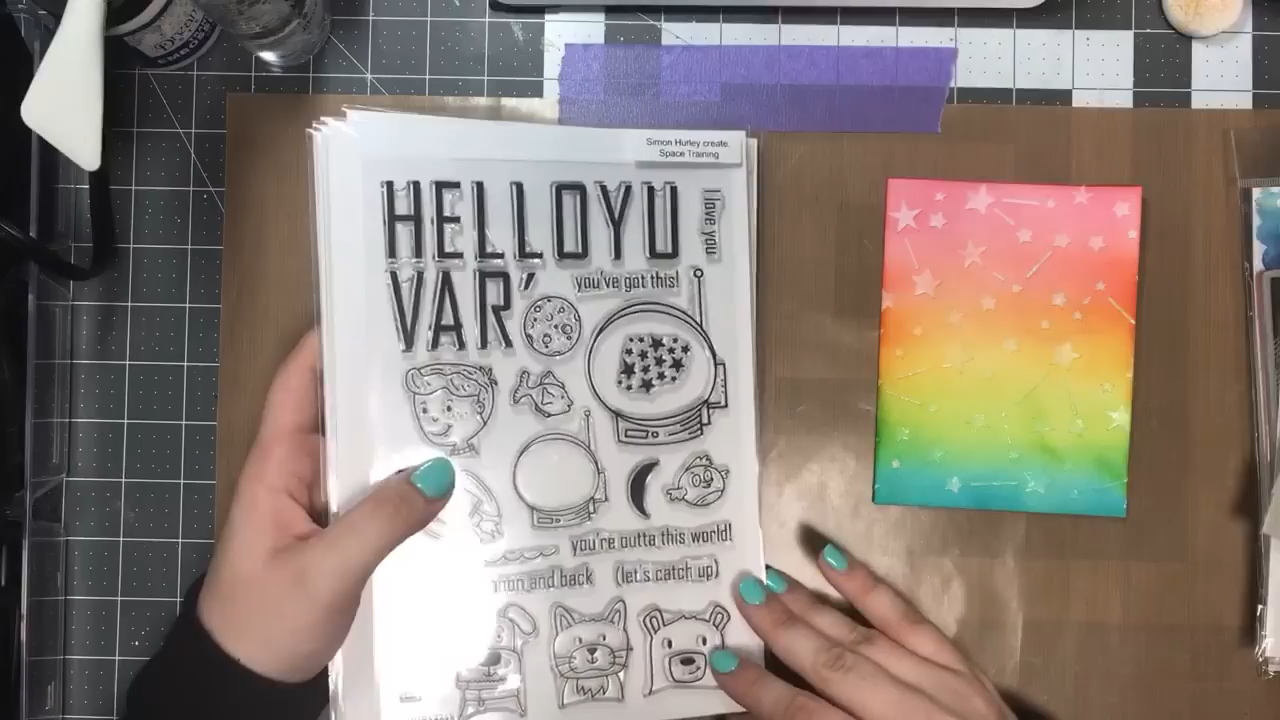 Simon Hurley create.
Space Training
HELLOYU
I love you
VAR'
you've got this!
you're outta this world!
and back
(let's catch up)